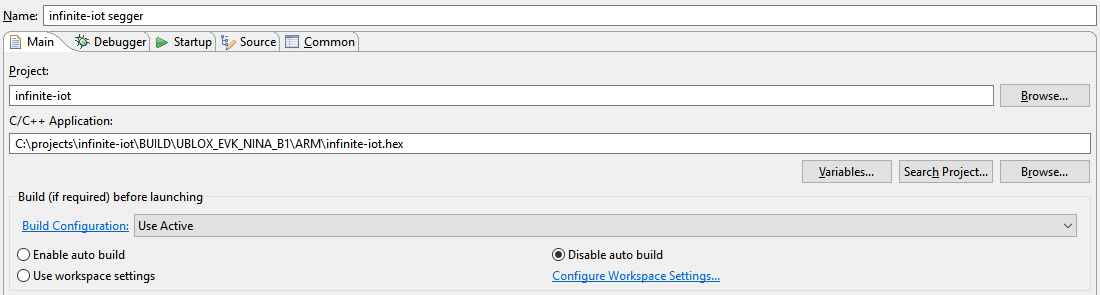 Name: infinite-iot segger
Main Debugger Startup Source Common
Project:
infinite-iot Browse...
C/C++ Application:
C:\projects\infinite-iot\BUILD\UBLOX_EVK_NINA_B1\ARM\infinite-iot.hex
Variables... Search Project... Browse...
Build (if required) before launching
Build Configuration: Use Active
Enable auto build Disable auto build
Use workspace settings Configure Workspace Settings...